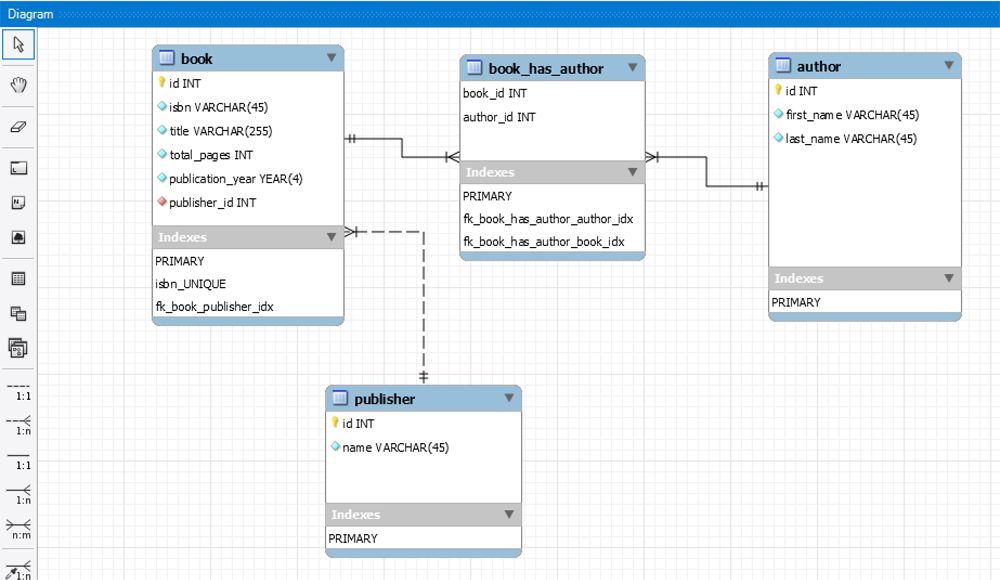 Diagram
book
id INT
isbn VARCHAR(45)
title VARCHAR(255)
total_pages INT
publication_year YEAR(4)
publisher_id INT
Indexes
PRIMARY
isbn_UNIQUE
fk_book_publisher_idx
book_has_author
book_id INT
author_id INT
Indexes
PRIMARY
fk_book_has_author_author_idx
fk_book_has_author_book_idx
author
id INT
first_name VARCHAR(45)
last_name VARCHAR(45)
Indexes
PRIMARY
publisher
id INT
name VARCHAR(45)
Indexes
PRIMARY
1:1
1:n
1:1
1:n
n:m
1:n